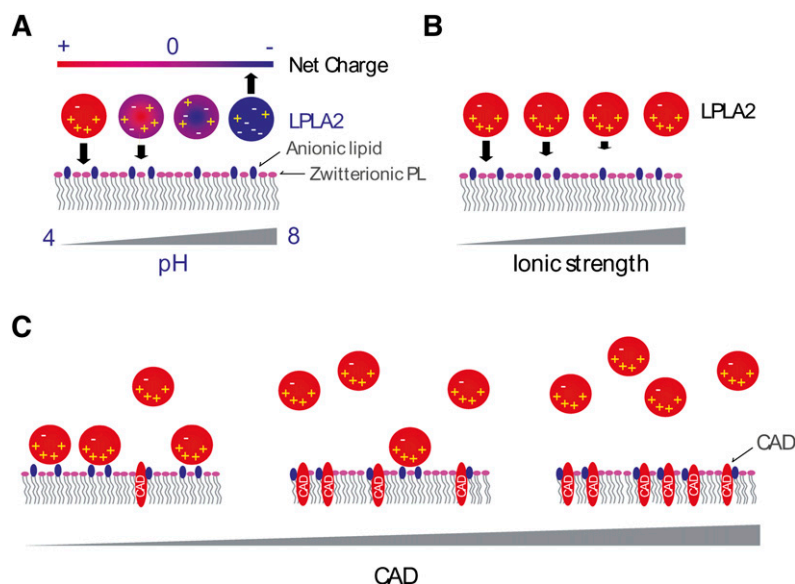 A
+ 0 -
Net Charge
LPLA2
Anionic lipid
Zwitterionic PL
4 8
pH
B
LPLA2
Ionic strength
C
CAD
CAD
CAD
CAD
CAD
CAD
CAD
CAD
CAD
CAD
CAD
CAD
CAD